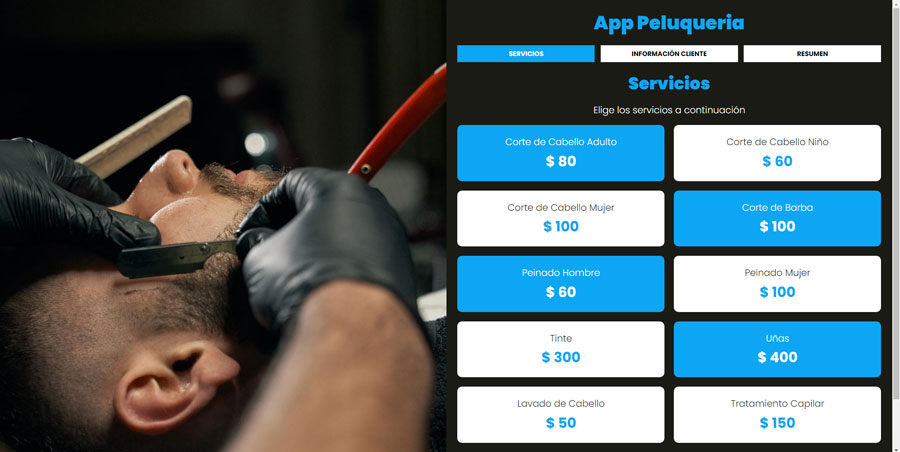 App Peluqueria
SERVICIOS
INFORMACIÓN CLIENTE
RESUMEN
Servicios
Elige los servicios a continuación
Corte de Cabello Adulto
$ 80
Corte de Cabello Niño
$ 60
Corte de Cabello Mujer
$ 100
Corte de Barba
$ 100
Peinado Hombre
$ 60
Peinado Mujer
$ 100
Tinte
$ 300
Uñas
$ 400
Lavado de Cabello
$ 50
Tratamiento Capilar
$ 150